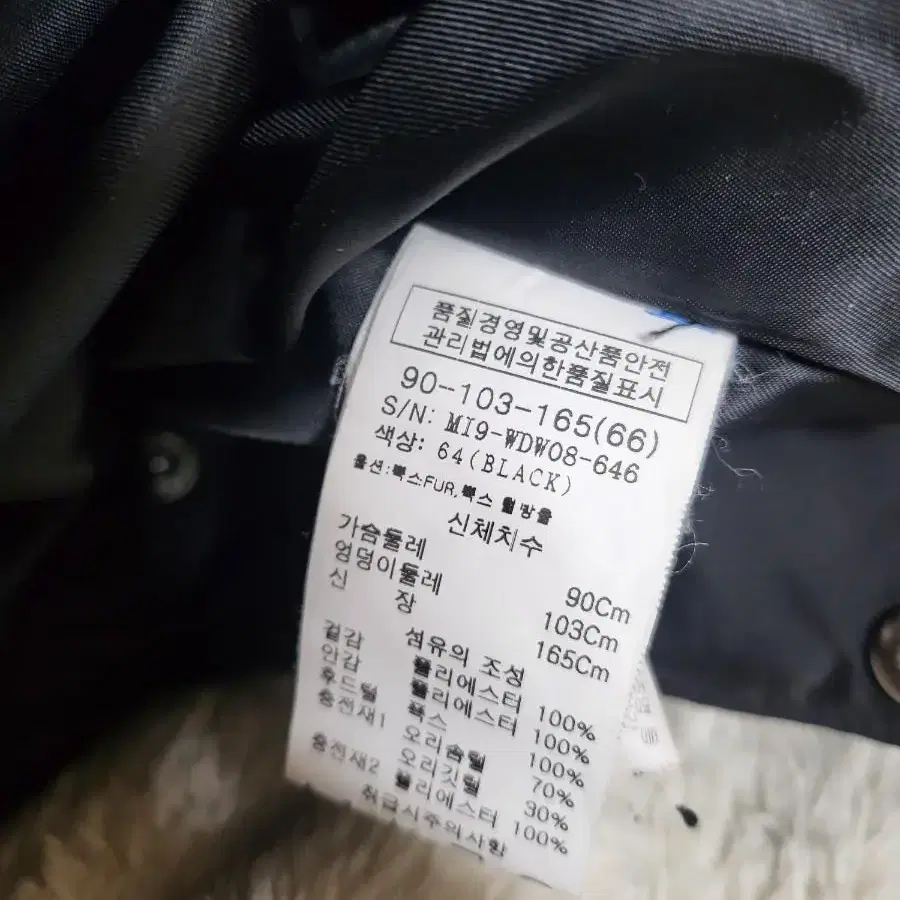 품질경영및공산품안전
관리법에의한품질표시
90-103-165(66)
S/N: MI9-WDW08-646
색상: 64(BLACK)
옵션:뽁스FUR,뽁스 털방울
신체치수
가슴둘레 90Cm
엉덩이둘레 103Cm
신 장 165Cm
섬유의 조성
겉감 폴리에스터 100%
안감 폴리에스터 100%
후드털 폭스 100%
충전재1 오리솜털 70%
오리깃털 30%
충전재2 폴리에스터 100%
취급시주의사항